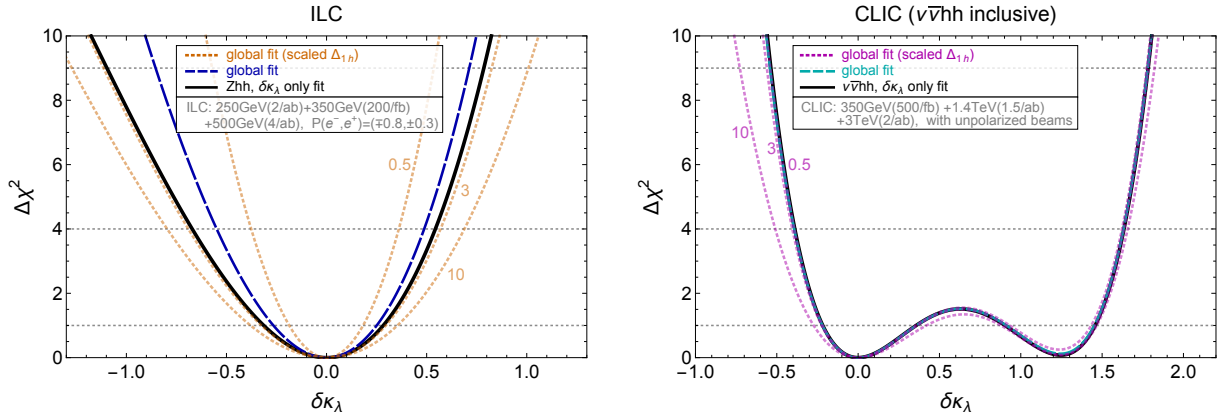 ILC
global fit (scaled Δ1h)
global fit
Zhh, δκλ only fit
ILC: 250GeV(2/ab)+350GeV(200/fb)
+500GeV(4/ab), P(e−,e+)=(∓0.8,±0.3)
0.5
3
10
10
8
6
4
2
0
Δχ2
−1.0
−0.5
0.0
0.5
1.0
δκλ
CLIC (νν̄hh inclusive)
global fit (scaled Δ1h)
global fit
νν̄hh, δκλ only fit
CLIC: 350GeV(500/fb) +1.4TeV(1.5/ab)
+3TeV(2/ab), with unpolarized beams
10
3
0.5
10
8
6
4
2
0
Δχ2
−1.0
−0.5
0.0
0.5
1.0
1.5
2.0
δκλ